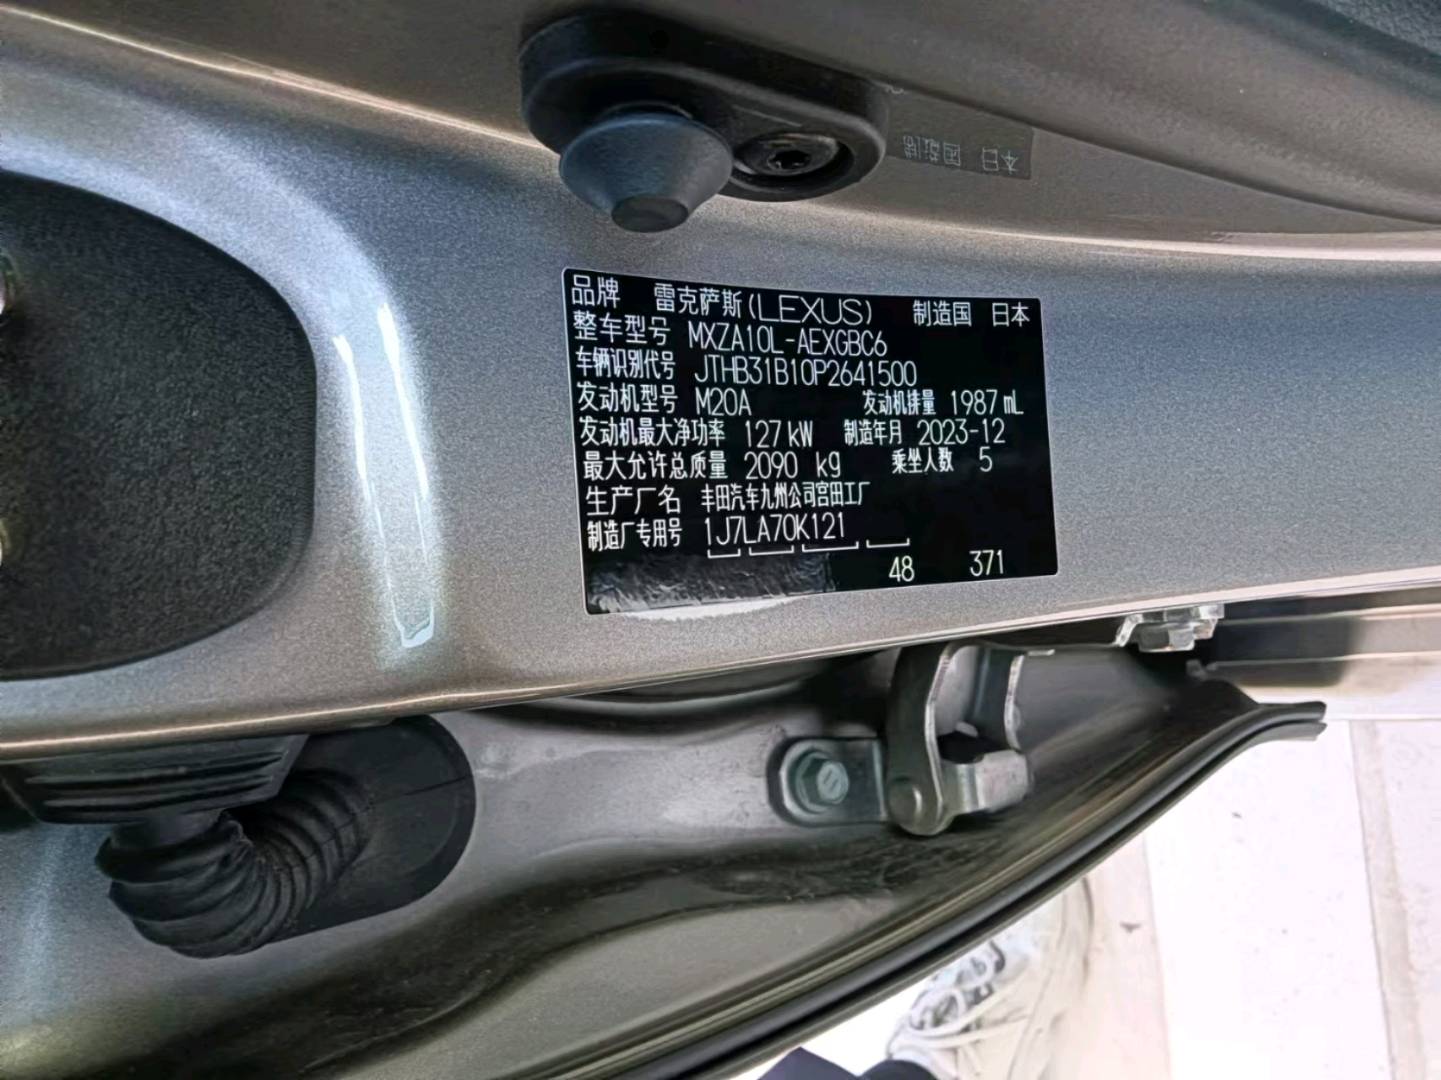 品牌 雷克萨斯(LEXUS) 制造国 日本
整车型号 MXZA10L-AEXGBC6
车辆识别代号 JTHB31B10P2641500
发动机型号 M20A 发动机排量 1987 mL
发动机最大净功率 127 kW 制造年月 2023-12
最大允许总质量 2090 kg 乘坐人数 5
生产厂名 丰田汽车九州公司宫田工厂
制造厂专用号 1J7LA70K121
48 371